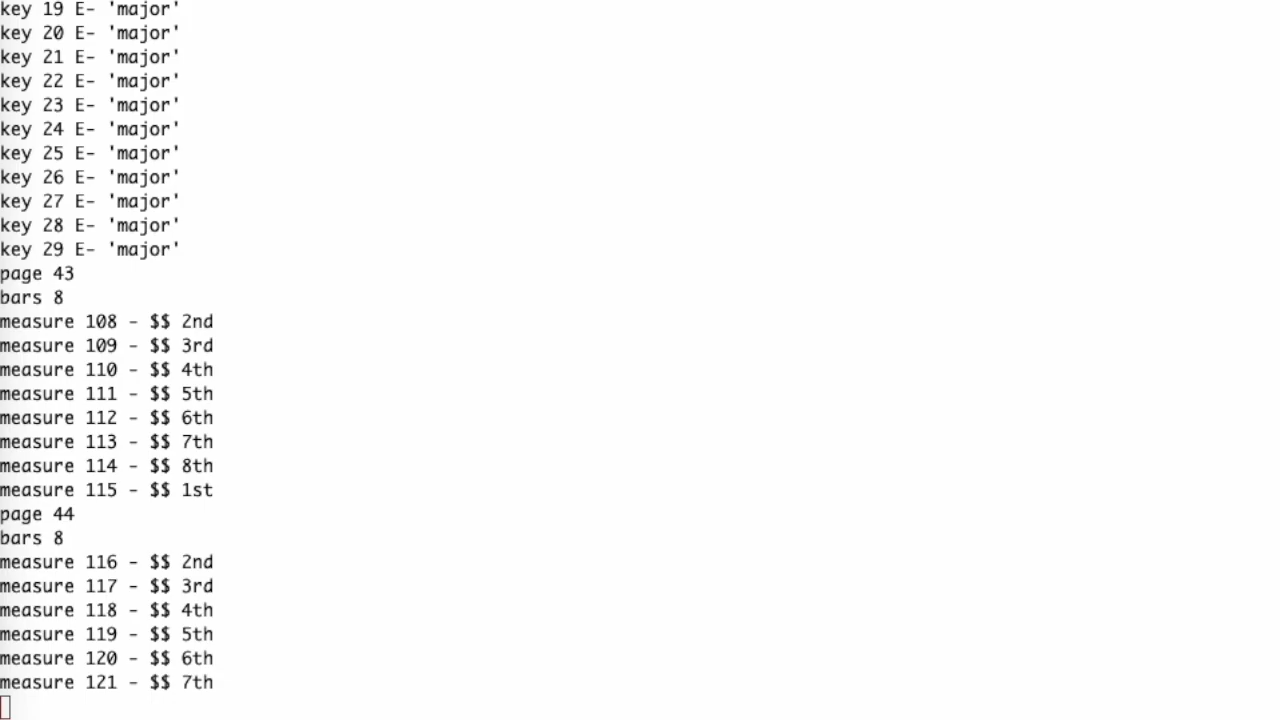 key 19 E- 'major'
key 20 E- 'major'
key 21 E- 'major'
key 22 E- 'major'
key 23 E- 'major'
key 24 E- 'major'
key 25 E- 'major'
key 26 E- 'major'
key 27 E- 'major'
key 28 E- 'major'
key 29 E- 'major'
page 43
bars 8
measure 108 - $$ 2nd
measure 109 - $$ 3rd
measure 110 - $$ 4th
measure 111 - $$ 5th
measure 112 - $$ 6th
measure 113 - $$ 7th
measure 114 - $$ 8th
measure 115 - $$ 1st
page 44
bars 8
measure 116 - $$ 2nd
measure 117 - $$ 3rd
measure 118 - $$ 4th
measure 119 - $$ 5th
measure 120 - $$ 6th
measure 121 - $$ 7th